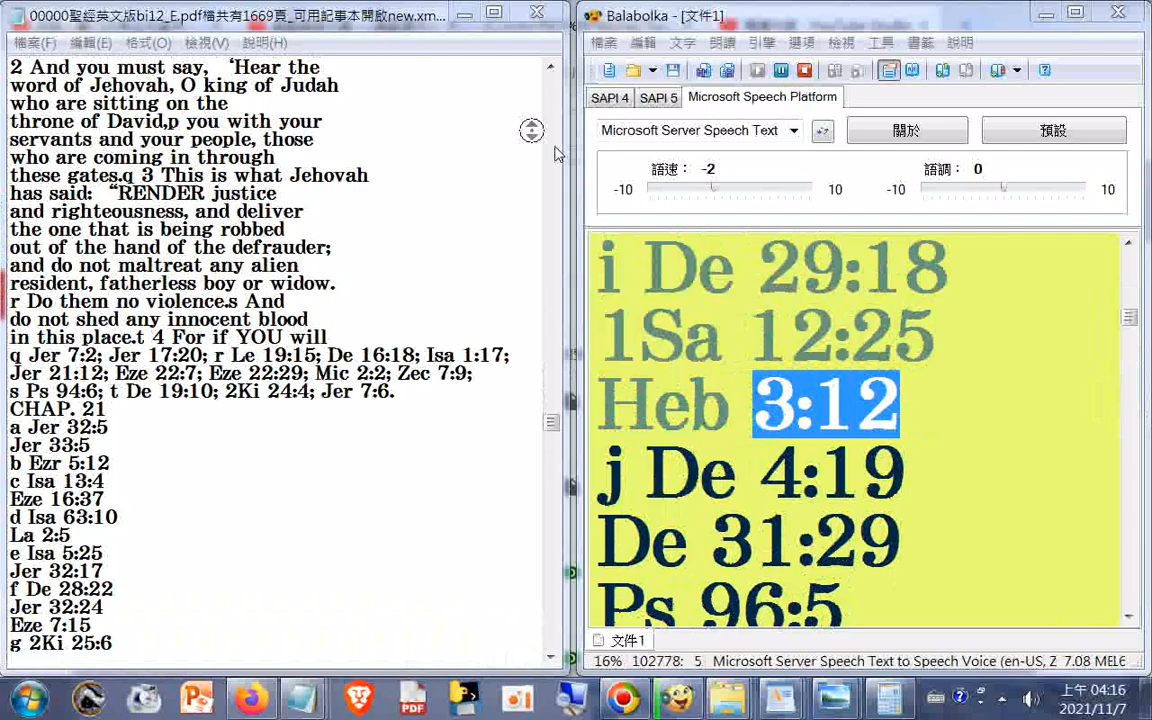 00000聖經英文版bi12_E.pdf檔共有1669頁_可用記事本開啟new.xm...
檔案(F) 編輯(E) 格式(O) 檢視(V) 說明(H)
2 And you must say, ‘Hear the
word of Jehovah, O king of Judah
who are sitting on the
throne of David,p you with your
servants and your people, those
who are coming in through
these gates.q 3 This is what Jehovah
has said: “RENDER justice
and righteousness, and deliver
the one that is being robbed
out of the hand of the defrauder;
and do not maltreat any alien
resident, fatherless boy or widow.
r Do them no violence.s And
do not shed any innocent blood
in this place.t 4 For if YOU will
q Jer 7:2; Jer 17:20; r Le 19:15; De 16:18; Isa 1:17;
Jer 21:12; Eze 22:7; Eze 22:29; Mic 2:2; Zec 7:9;
s Ps 94:6; t De 19:10; 2Ki 24:4; Jer 7:6.
CHAP. 21
a Jer 32:5
Jer 33:5
b Ezr 5:12
c Isa 13:4
Eze 16:37
d Isa 63:10
La 2:5
e Isa 5:25
Jer 32:17
f De 28:22
Jer 32:24
Eze 7:15
g 2Ki 25:6
Balabolka - [文件1]
檔案 編輯 文字 朗讀 引擎 選項 檢視 工具 書籤 說明
SAPI 4 SAPI 5 Microsoft Speech Platform
Microsoft Server Speech Text 關於 預設
語速: -2 語調: 0
-10 10 -10 10
i De 29:18
1Sa 12:25
Heb 3:12
j De 4:19
De 31:29
Ps 96:5
文件1
16% 102778: 5 Microsoft Server Speech Text to Speech Voice (en-US, Z 7.08 MEL6
PDF
上午 04:16
2021/11/7